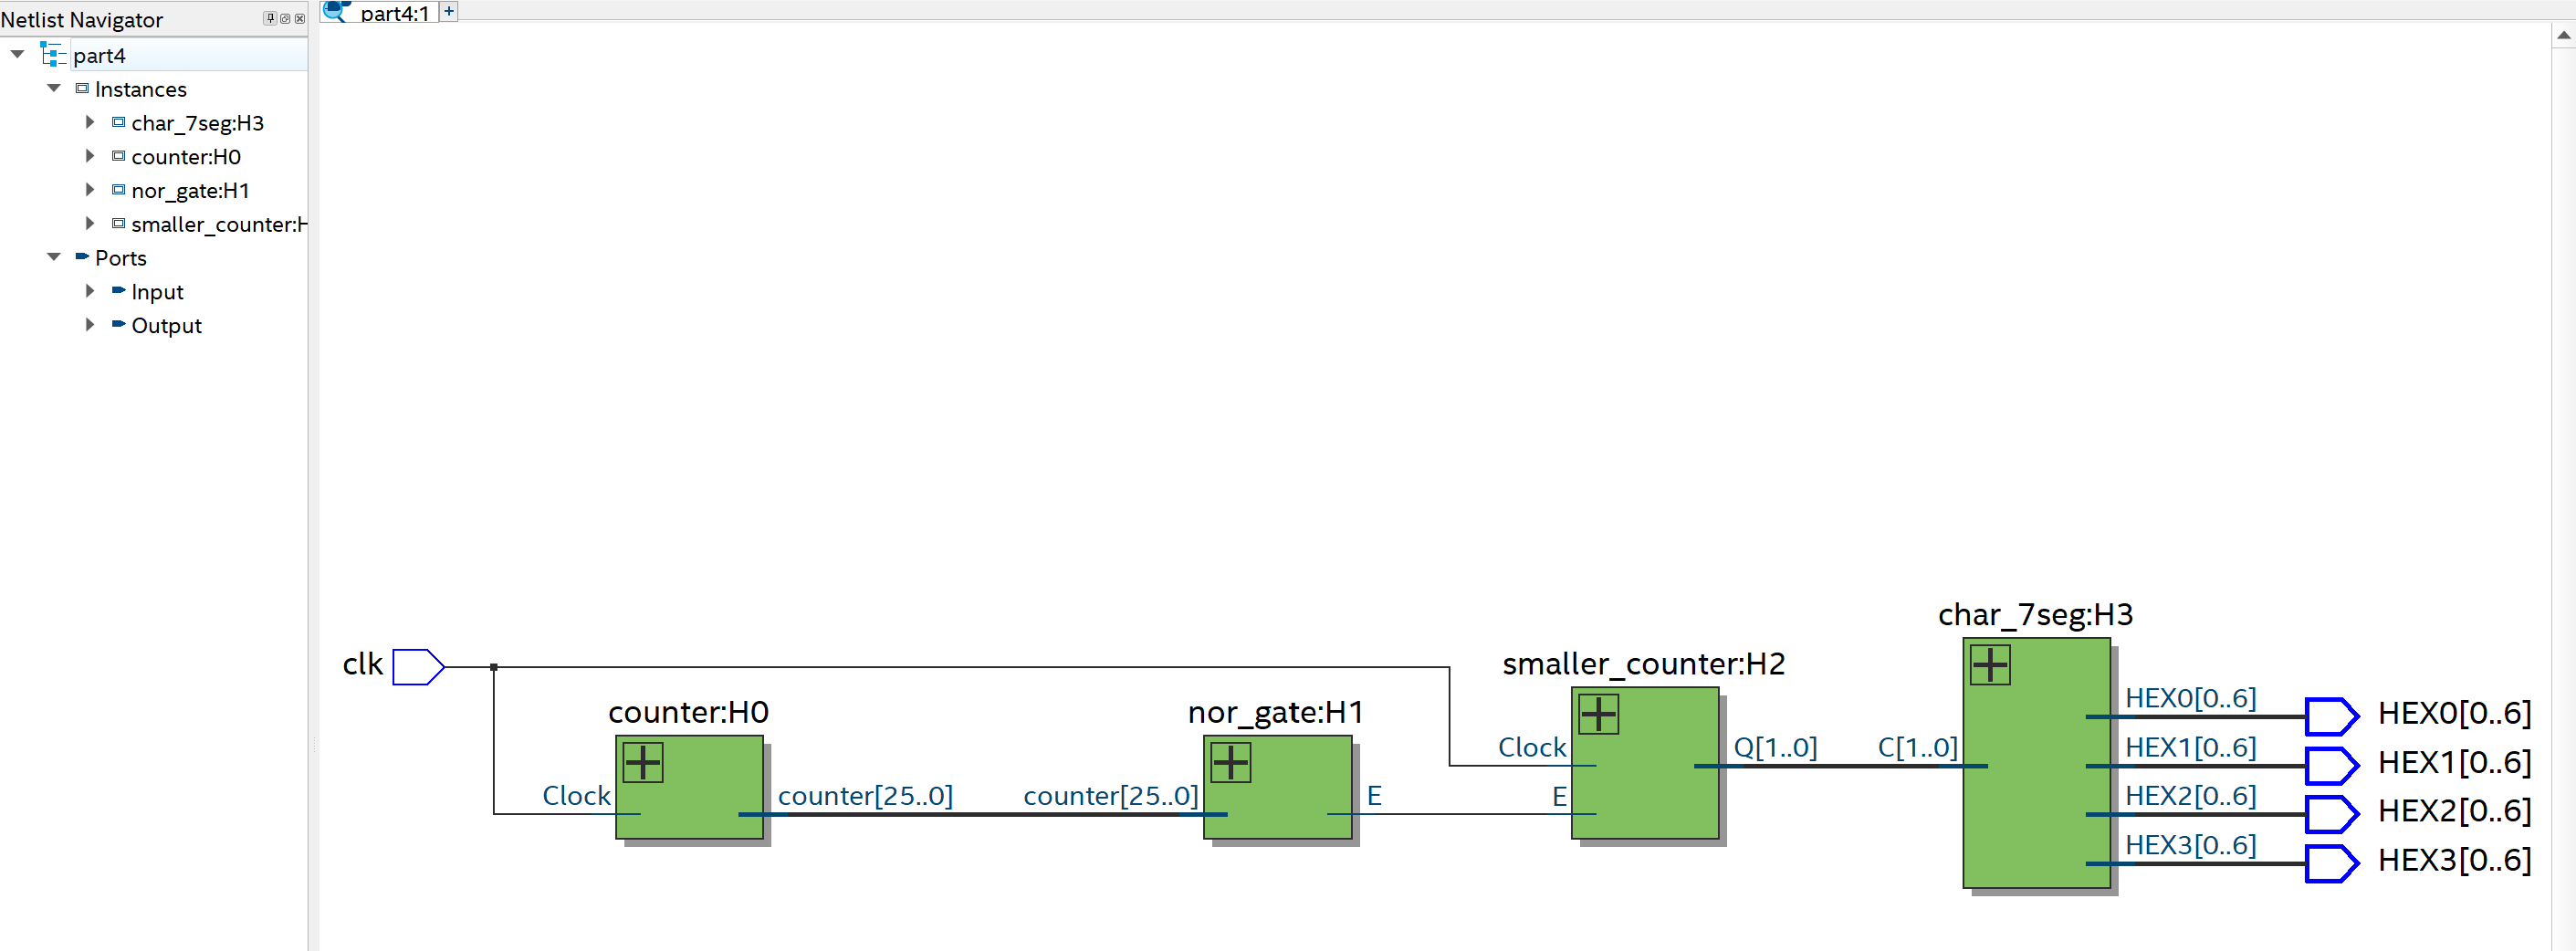 Netlist Navigator
part4
Instances
char_7seg:H3
counter:H0
nor_gate:H1
smaller_counter:H
Ports
Input
Output
part4:1
clk
counter:H0
Clock
counter[25..0]
nor_gate:H1
counter[25..0]
E
smaller_counter:H2
Clock
E
Q[1..0]
char_7seg:H3
C[1..0]
HEX0[0..6]
HEX1[0..6]
HEX2[0..6]
HEX3[0..6]
HEX0[0..6]
HEX1[0..6]
HEX2[0..6]
HEX3[0..6]